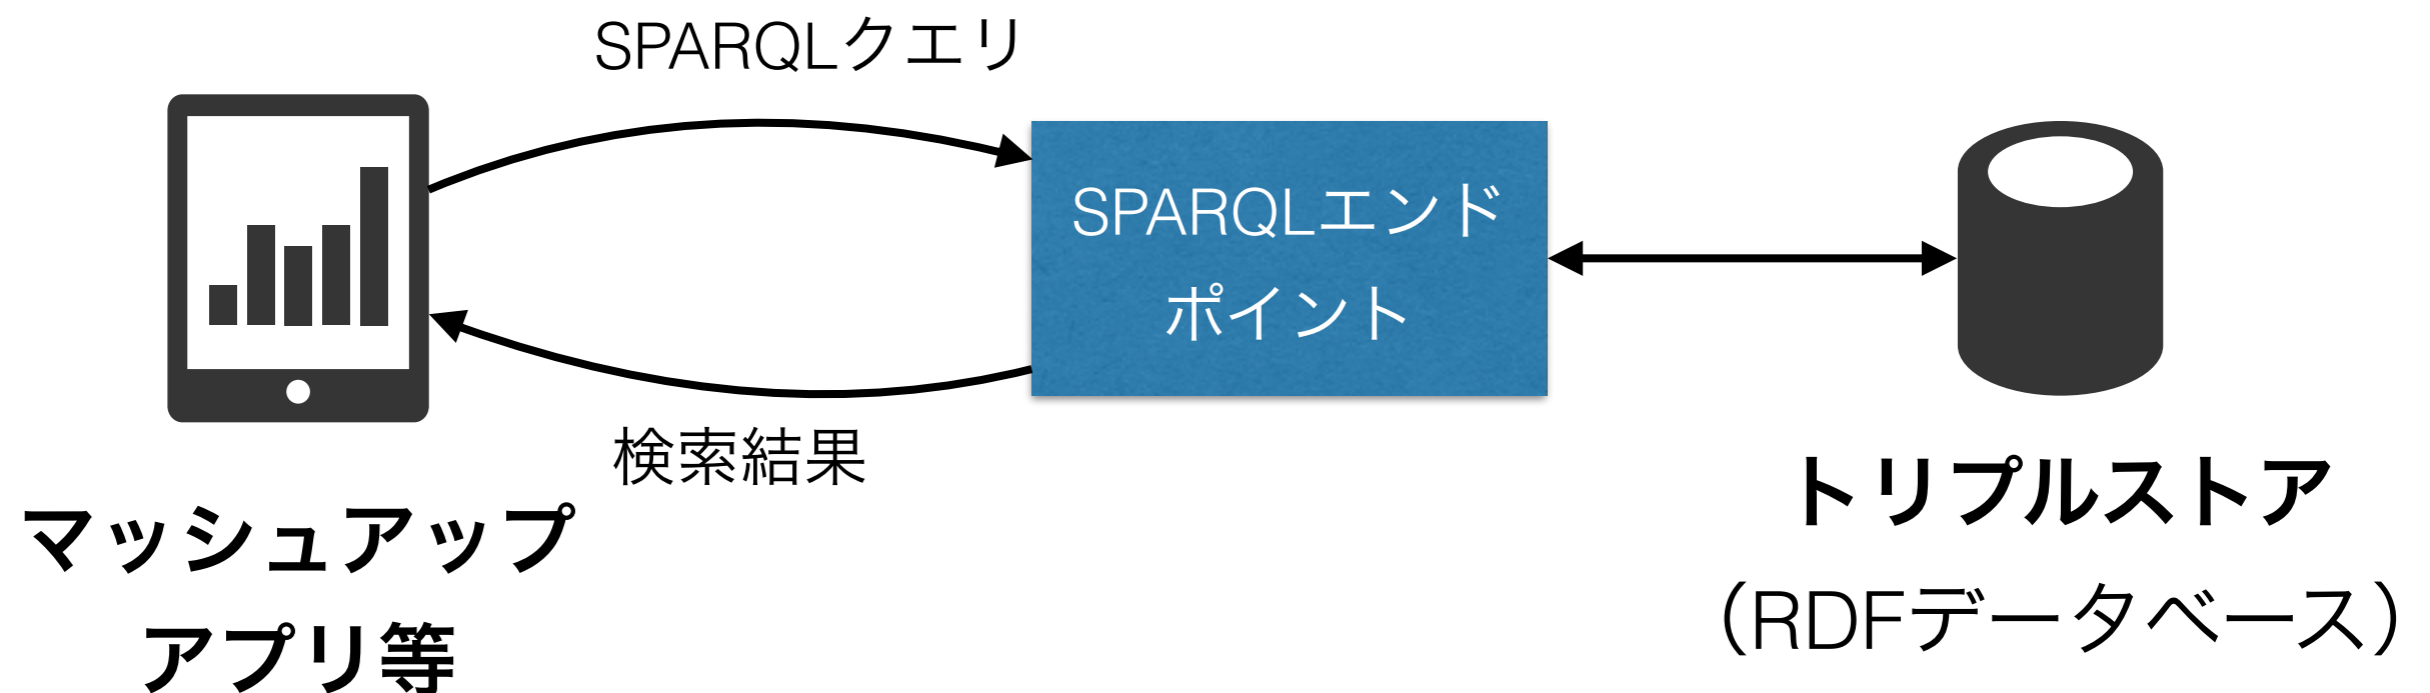 SPARQLクエリ
SPARQLエンド
ポイント
検索結果
マッシュアップ
アプリ等
トリプルストア
（RDFデータベース）